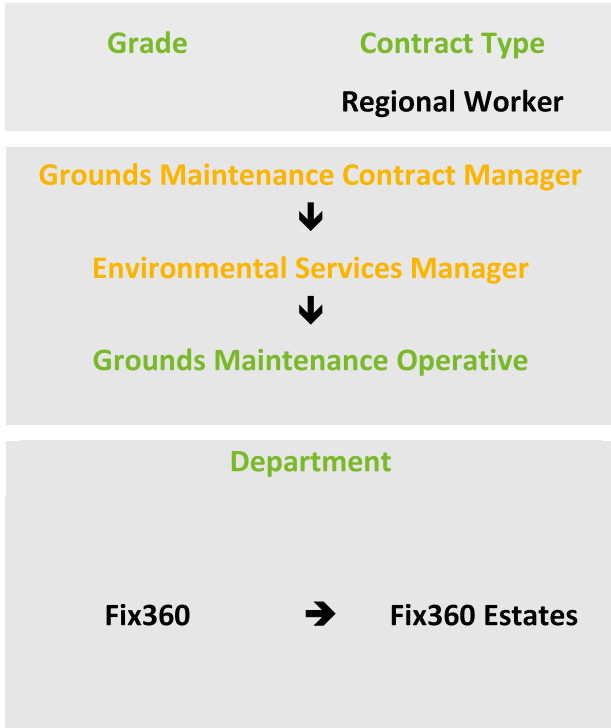 Grade Contract Type
Regional Worker
Grounds Maintenance Contract Manager
Environmental Services Manager
Grounds Maintenance Operative
Department
Fix360 Fix360 Estates